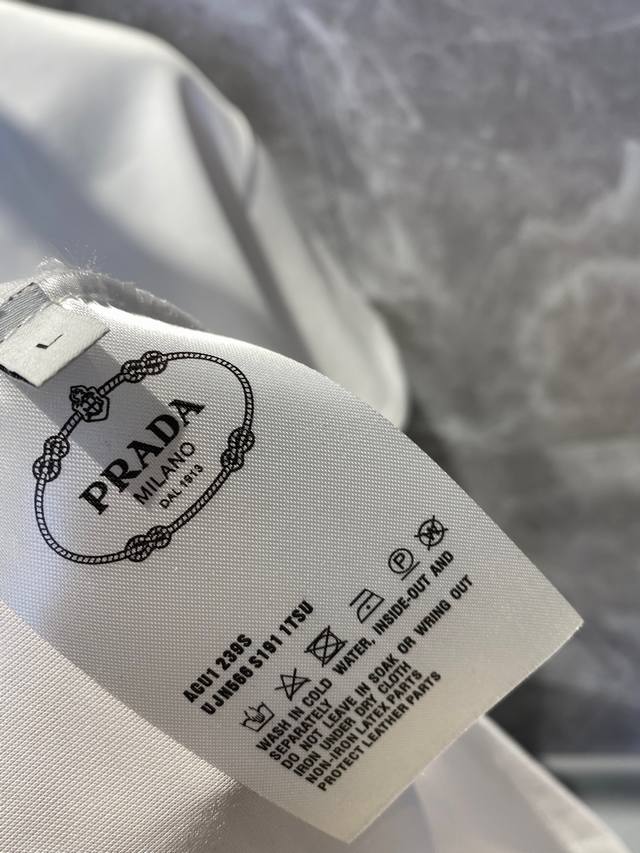 L
PRADA
MILANO
DAL 1913
ACU1 239S
UJN566 S191 1TSU
P W
WASH IN COLD WATER, INSIDE-OUT AND
SEPARATELY
DO NOT LEAVE IN SOAK OR WRING OUT
IRON UNDER DRY CLOTH
NON-IRON LATEX PARTS
PROTECT LEATHER PARTS